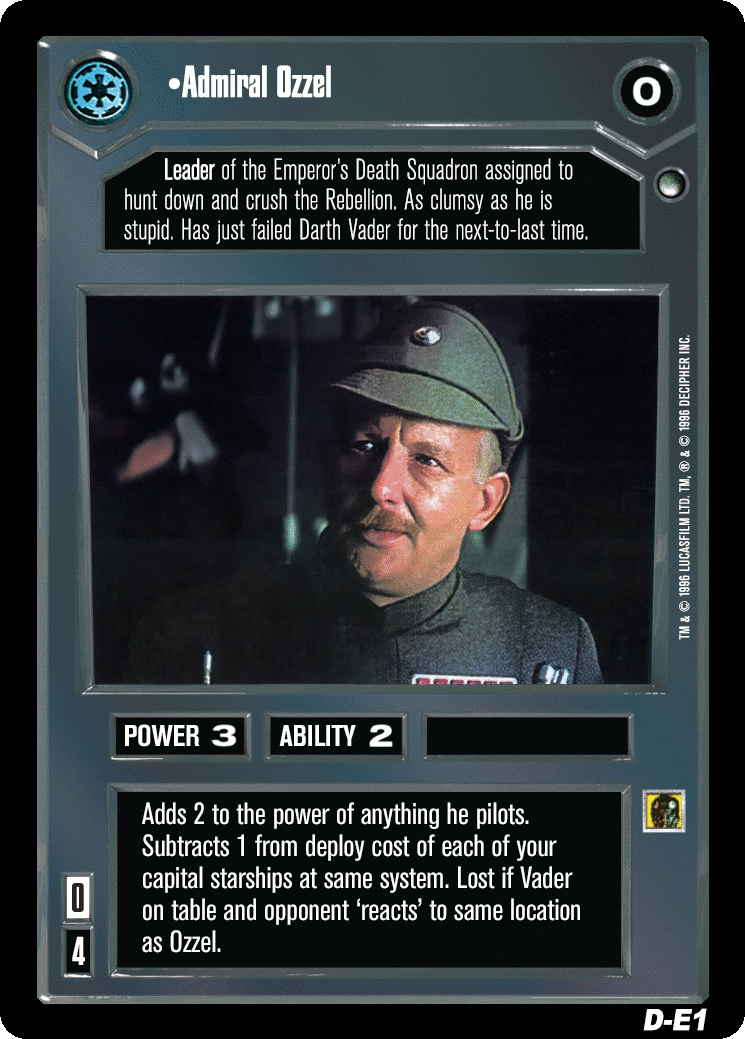 •Admiral Ozzel
O
Leader of the Emperor's Death Squadron assigned to
hunt down and crush the Rebellion. As clumsy as he is
stupid. Has just failed Darth Vader for the next-to-last time.
TM & © 1996 LUCASFILM LTD. TM, ® & © 1996 DECIPHER INC.
POWER 3
ABILITY 2
Adds 2 to the power of anything he pilots.
Subtracts 1 from deploy cost of each of your
capital starships at same system. Lost if Vader
on table and opponent ‘reacts’ to same location
as Ozzel.
0
4
D-E1